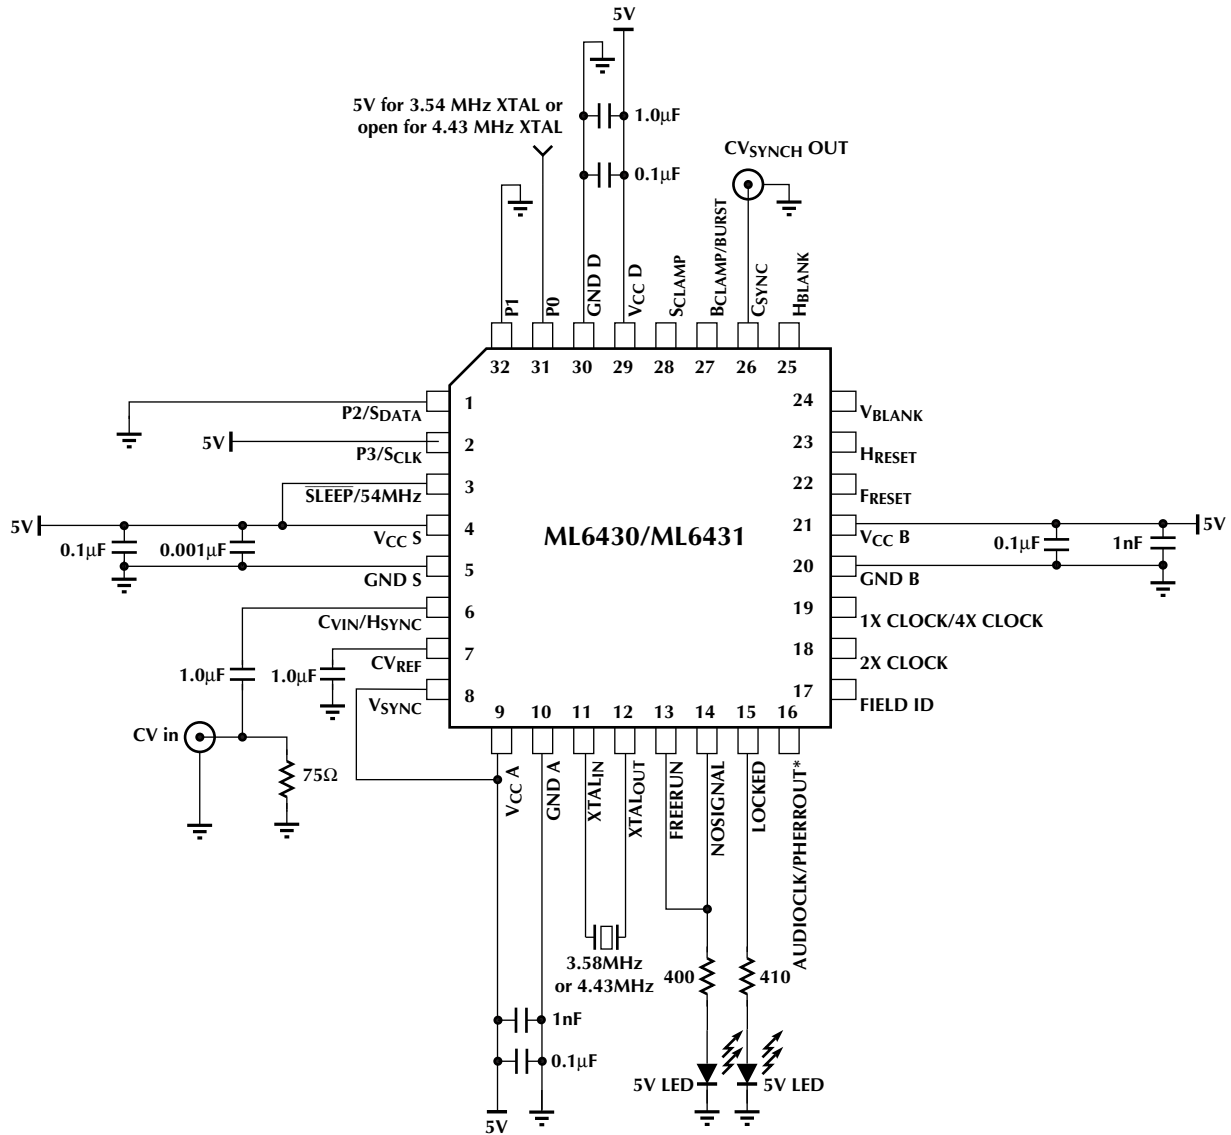 5V
5V for 3.54 MHz XTAL or
open for 4.43 MHz XTAL
1.0µF
0.1µF
CVSYNCH OUT
P1
P0
GND D
VCC D
SCLAMP
BCLAMP/BURST
CSYNC
HBLANK
32
31
30
29
28
27
26
25
1
P2/SDATA
5V
2
P3/SCLK
3
SLEEP/54MHz
5V
4
VCC S
0.1µF
0.001µF
5
GND S
6
CVIN/HSYNC
7
CVREF
1.0µF
1.0µF
8
VSYNC
CV in
75Ω
ML6430/ML6431
24
VBLANK
23
HRESET
22
FRESET
21
VCC B
5V
0.1µF
1nF
20
GND B
19
1X CLOCK/4X CLOCK
18
2X CLOCK
17
FIELD ID
9
10
11
12
13
14
15
16
VCC A
GND A
XTALIN
XTALOUT
FREERUN
NOSIGNAL
LOCKED
AUDIOCLK/PHERROUT*
3.58MHz
or 4.43MHz
400
410
1nF
0.1µF
5V LED
5V LED
5V